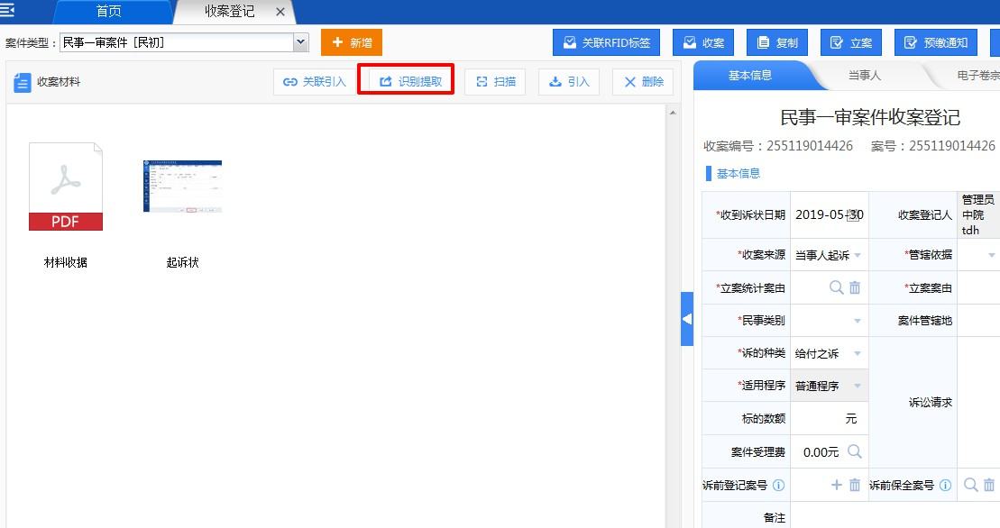 首页
收案登记
案件类型：
民事一审案件 [民初]
新增
关联RFID标签
收案
复制
立案
预缴通知
收案材料
关联引入
识别提取
扫描
引入
删除
基本信息
当事人
电子卷宗
PDF
材料收据
起诉状
民事一审案件收案登记
收案编号：255119014426 案号：255119014426
基本信息
*收到诉状日期 2019-05-30 收案登记人
管理员
中院
tdh
*收案来源 当事人起诉 *管辖依据
*立案统计案由 *立案案由
*民事类别 案件管辖地
*诉的种类 给付之诉
*适用程序 普通程序
诉讼请求
标的数额 元
案件受理费 0.00元
诉前登记案号 诉前保全案号
备注